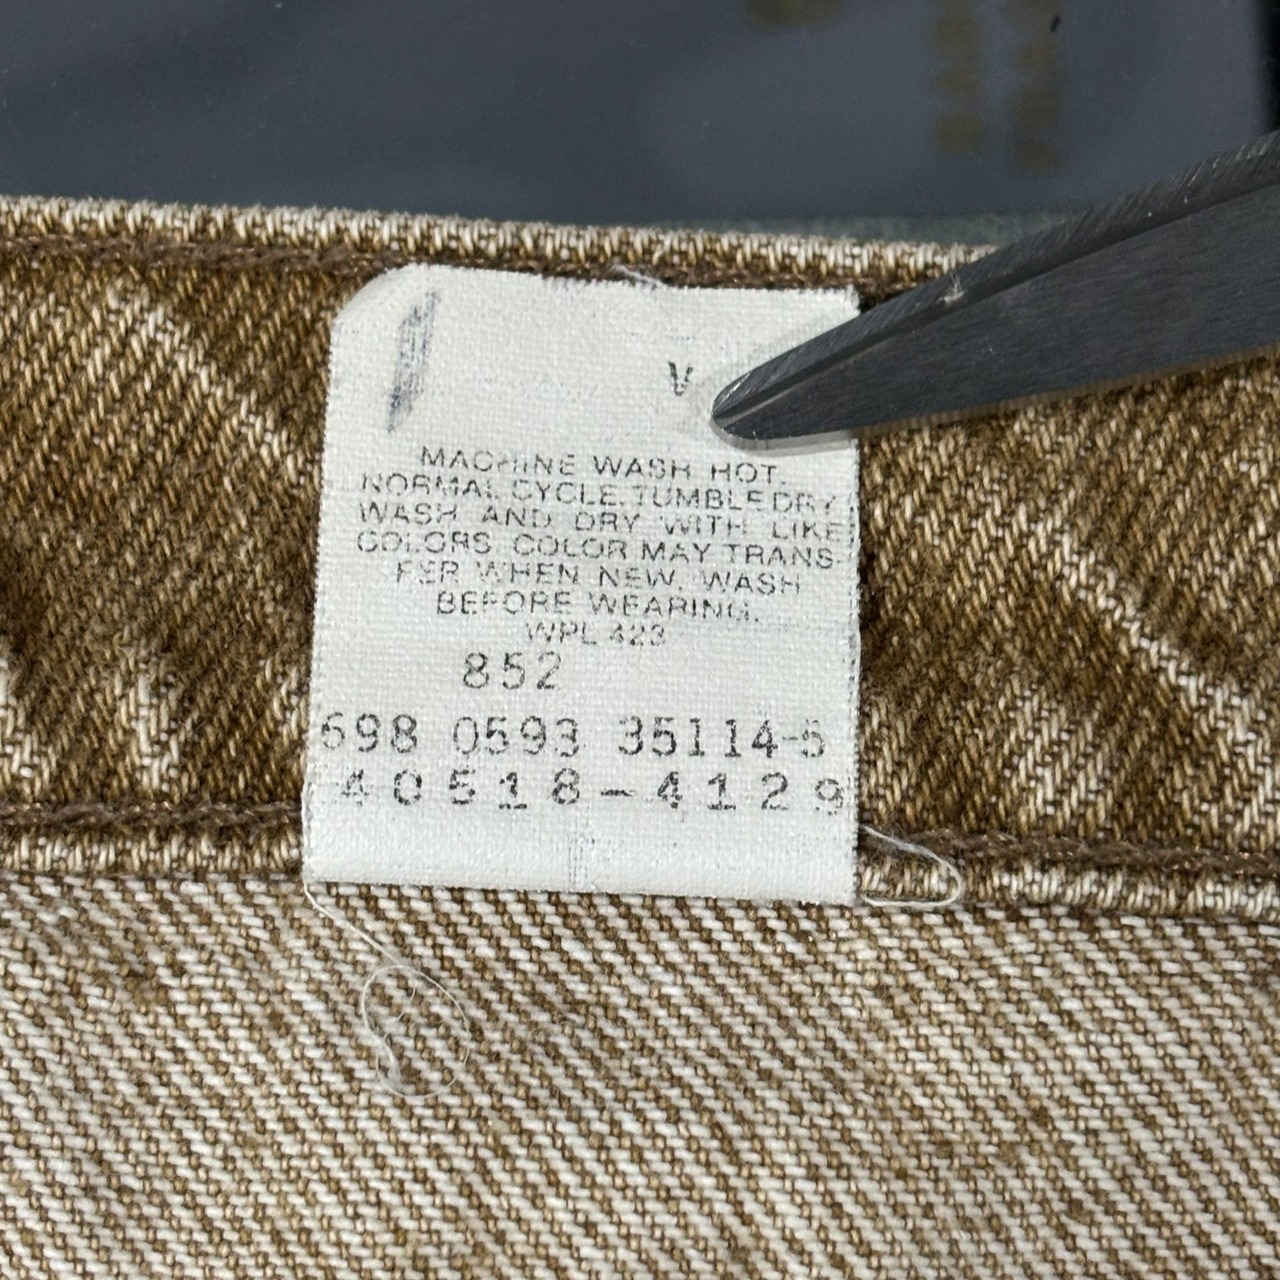 V
MACHINE WASH HOT.
NORMAL CYCLE. TUMBLE DRY
WASH AND DRY WITH LIKE
COLORS. COLOR MAY TRANS-
FER WHEN NEW. WASH
BEFORE WEARING.
WPL 423
852
698 0593 35114-5
40518-4129